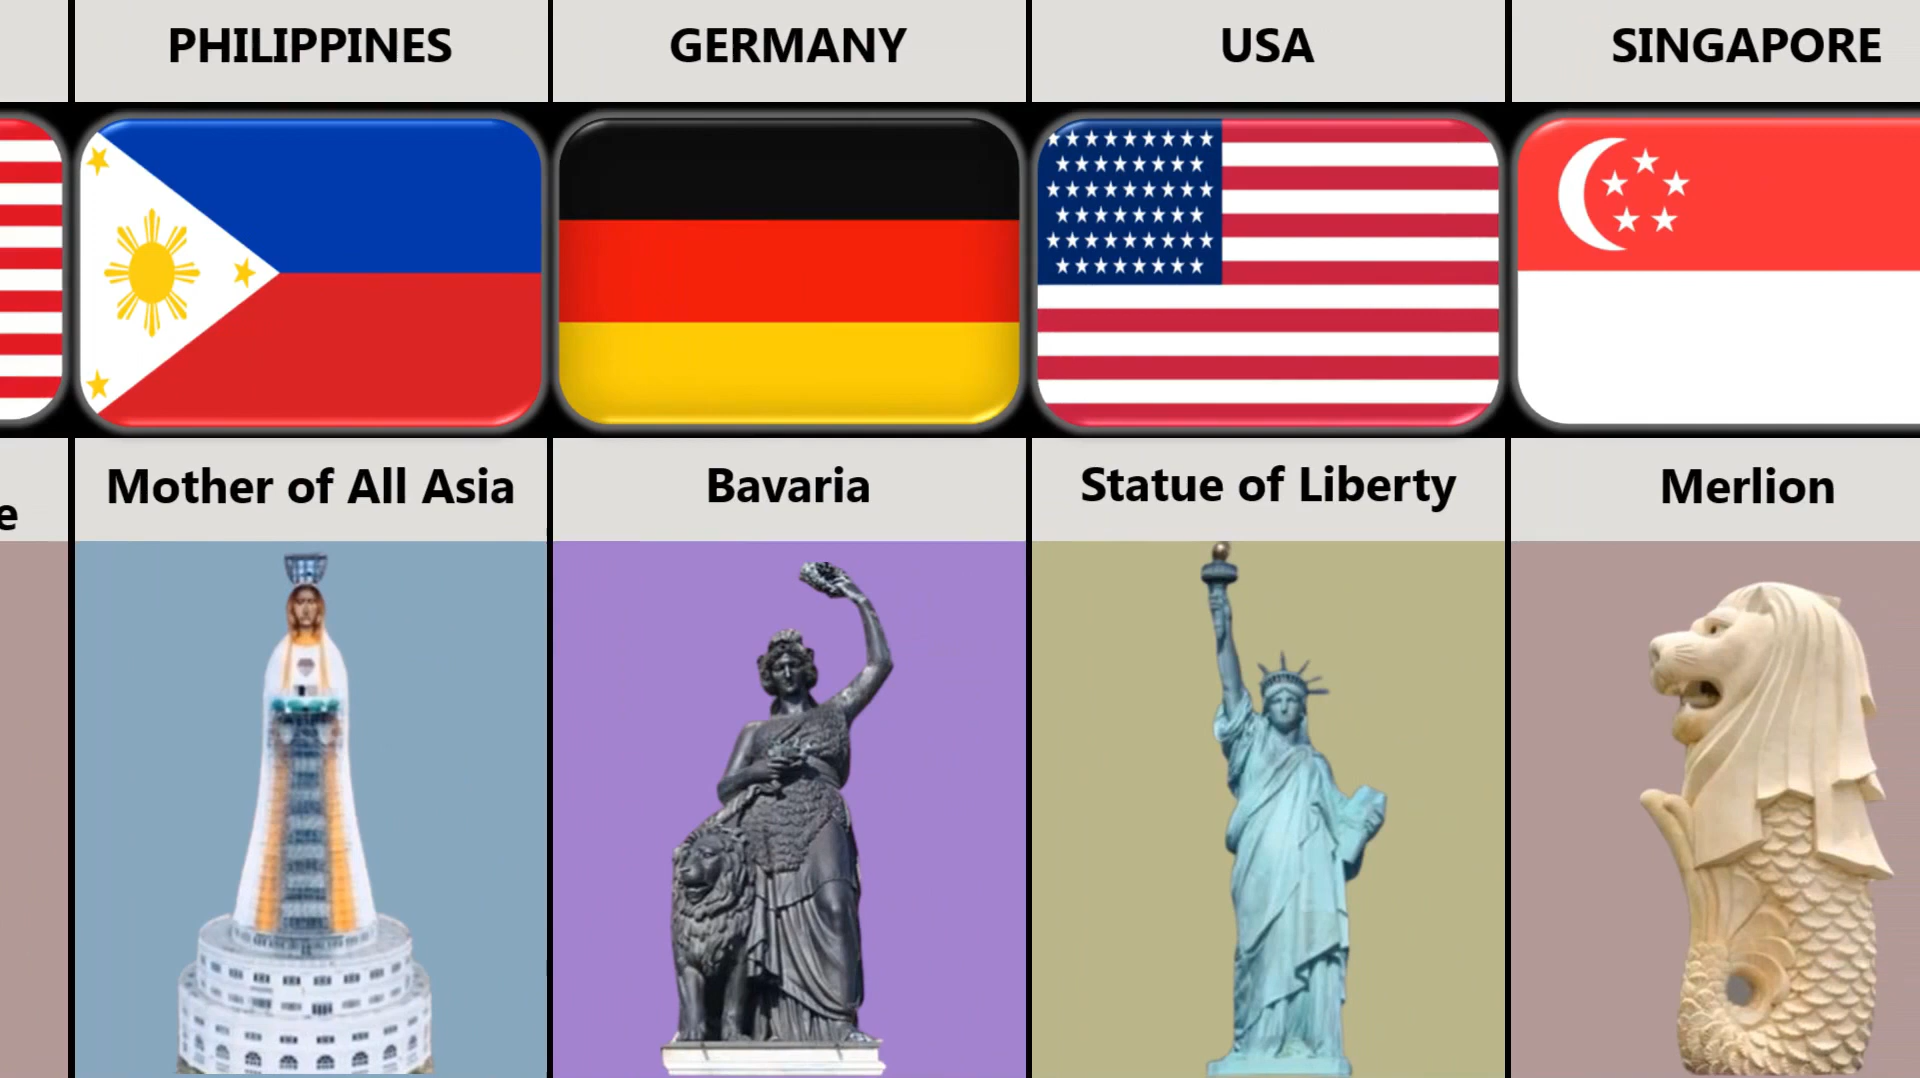 PHILIPPINES
GERMANY
USA
SINGAPORE
e
Mother of All Asia
Bavaria
Statue of Liberty
Merlion